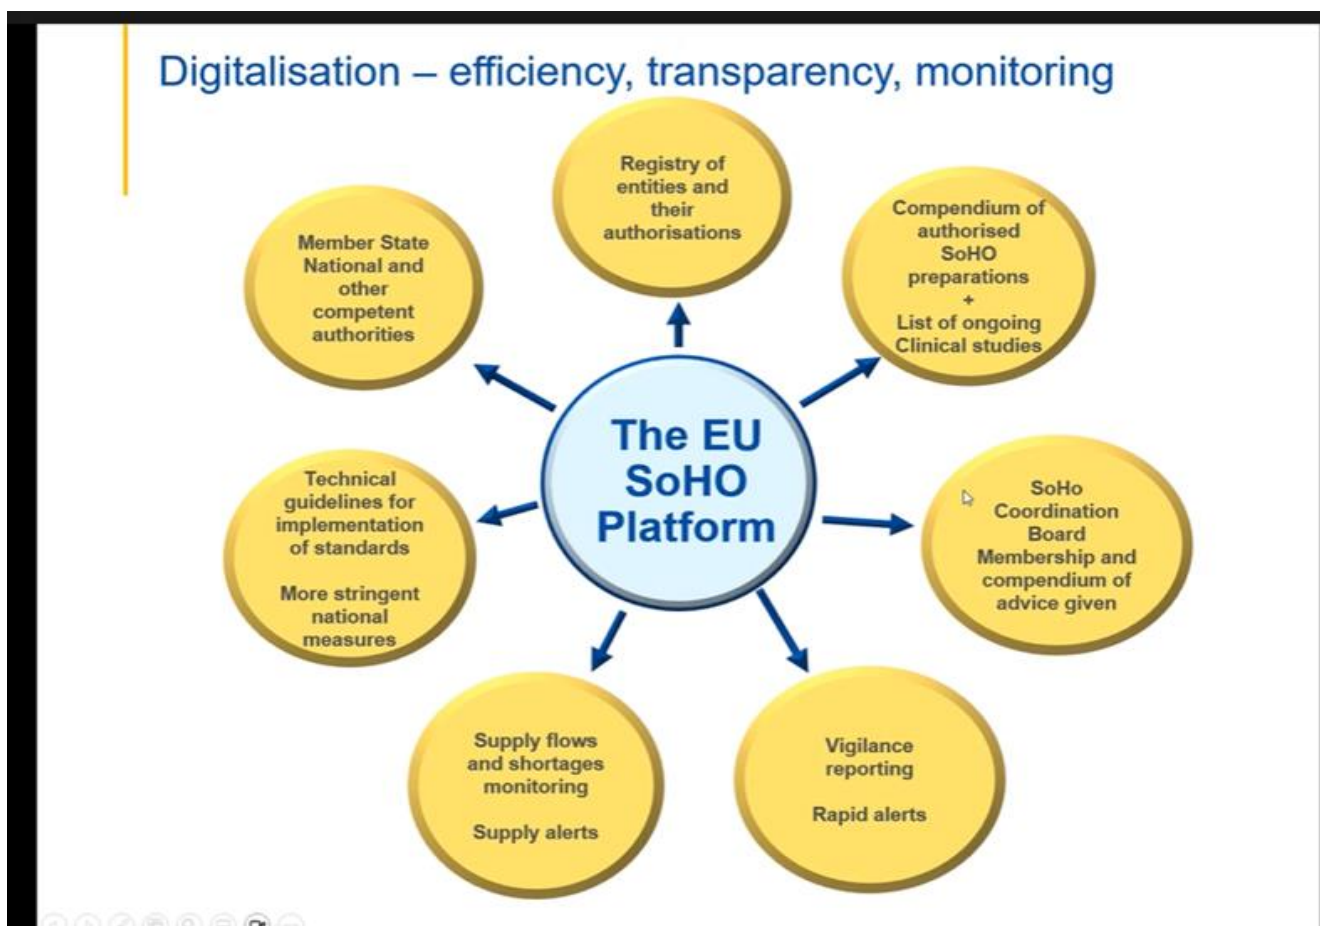 Digitalisation – efficiency, transparency, monitoring
Registry of
entities and
their
authorisations
Compendium of
authorised
SoHO
preparations
+
List of ongoing
Clinical studies
SoHo
Coordination
Board
Membership and
compendium of
advice given
Vigilance
reporting
Rapid alerts
Supply flows
and shortages
monitoring
Supply alerts
Technical
guidelines for
implementation
of standards
More stringent
national
measures
Member State
National and
other
competent
authorities
The EU
SoHO
Platform